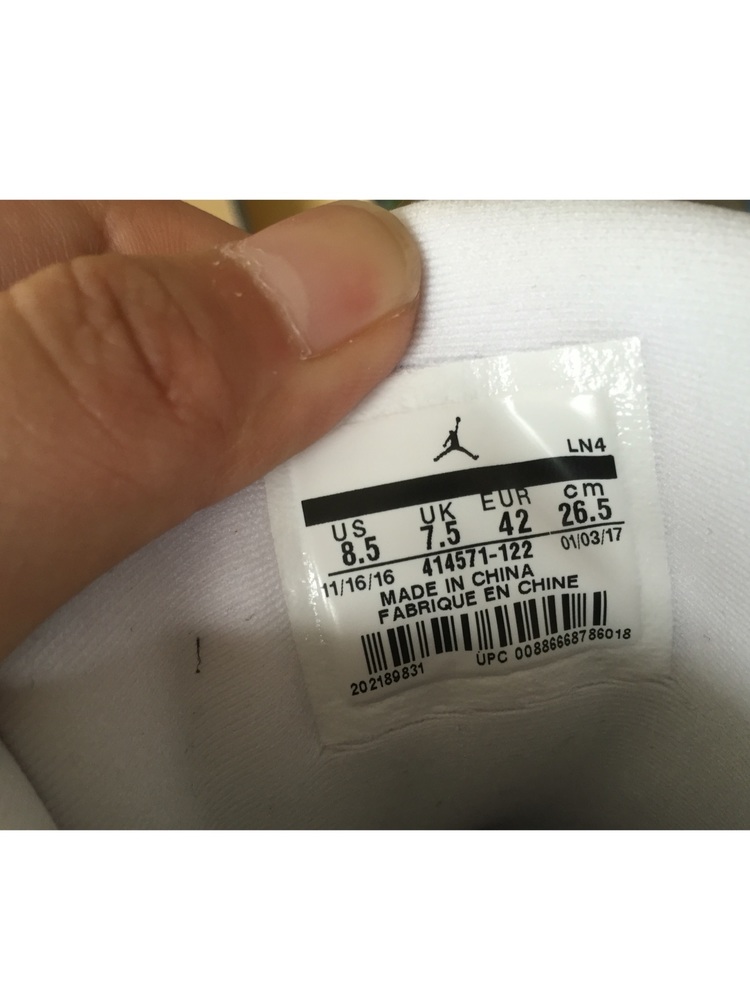 LN4
US UK EUR cm
8.5 7.5 42 26.5
11/16/16 414571-122 01/03/17
MADE IN CHINA
FABRIQUE EN CHINE
202189831 UPC 00886668786018